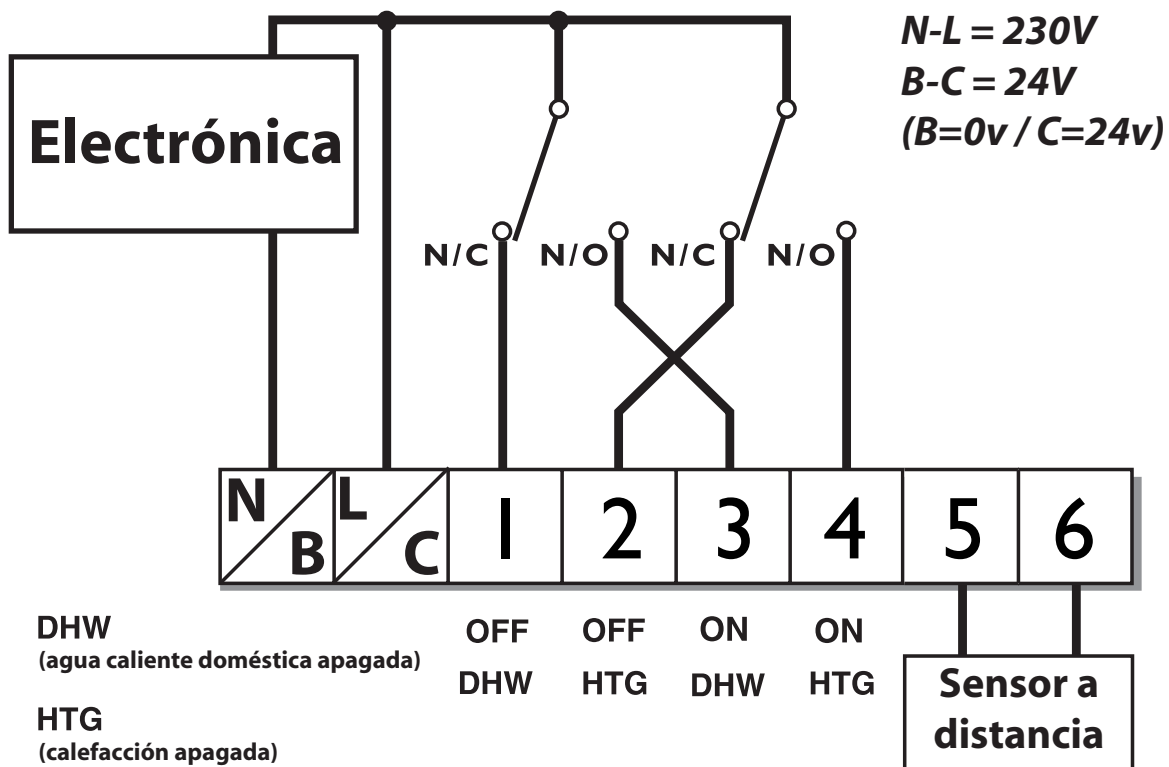 N-L = 230V
B-C = 24V
(B=0v / C=24v)
Electrónica
N/C N/O N/C N/O
N B L C 1 2 3 4 5 6
DHW
(agua caliente doméstica apagada)
HTG
(calefacción apagada)
OFF OFF ON ON
DHW HTG DHW HTG
Sensor a
distancia